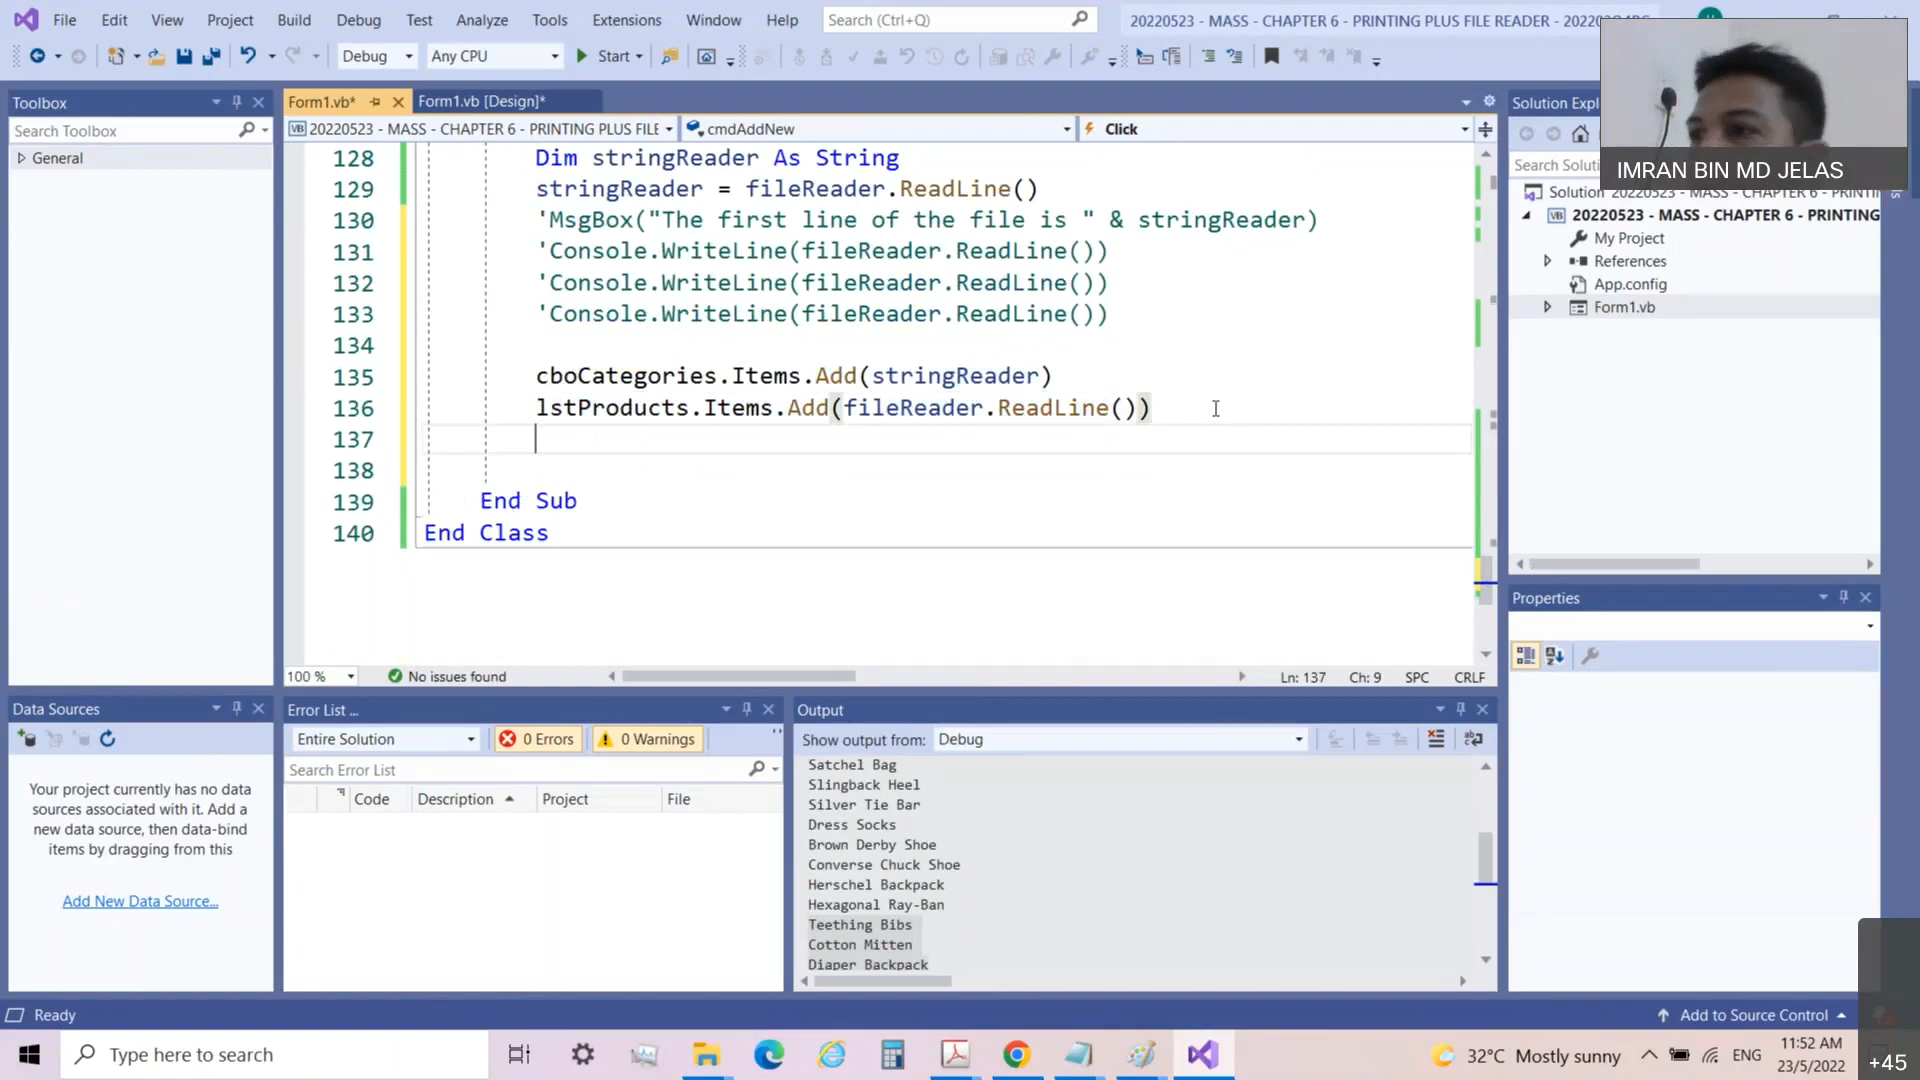 File Edit View Project Build Debug Test Analyze Tools Extensions Window Help Search (Ctrl+Q) 20220523 - MASS - CHAPTER 6 - PRINTING PLUS FILE READER -
Debug Any CPU Start
IMRAN BIN MD JELAS
Toolbox
Search Toolbox
General
Form1.vb* Form1.vb [Design]*
20220523 - MASS - CHAPTER 6 - PRINTING PLUS FILE cmdAddNew Click
128 Dim stringReader As String
129 stringReader = fileReader.ReadLine()
130 'MsgBox("The first line of the file is " & stringReader)
131 'Console.WriteLine(fileReader.ReadLine())
132 'Console.WriteLine(fileReader.ReadLine())
133 'Console.WriteLine(fileReader.ReadLine())
134
135 cboCategories.Items.Add(stringReader)
136 lstProducts.Items.Add(fileReader.ReadLine())
137
138
139 End Sub
140 End Class
100 % No issues found Ln: 137 Ch: 9 SPC CRLF
Solution Expl
Search Solu
Solution 20220523 - MASS - CHAPTER 6 - PRINTI
20220523 - MASS - CHAPTER 6 - PRINTING
My Project
References
App.config
Form1.vb
Properties
Data Sources
Your project currently has no data
sources associated with it. Add a
new data source, then data-bind
items by dragging from this
Add New Data Source...
Error List ...
Entire Solution 0 Errors 0 Warnings
Search Error List
Code Description Project File
Output
Show output from: Debug
Satchel Bag
Slingback Heel
Silver Tie Bar
Dress Socks
Brown Derby Shoe
Converse Chuck Shoe
Herschel Backpack
Hexagonal Ray-Ban
Teething Bibs
Cotton Mitten
Diaper Backpack
Ready Add to Source Control
Type here to search 32°C Mostly sunny ENG 11:52 AM
23/5/2022
+45